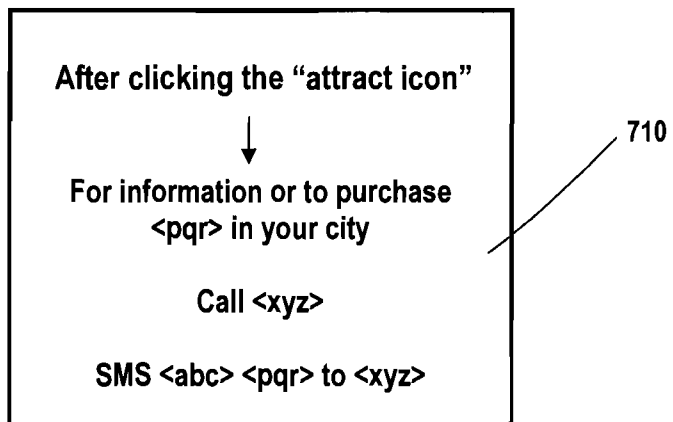 After clicking the “attract icon”
For information or to purchase
<pqr> in your city
Call <xyz>
SMS <abc> <pqr> to <xyz>
710